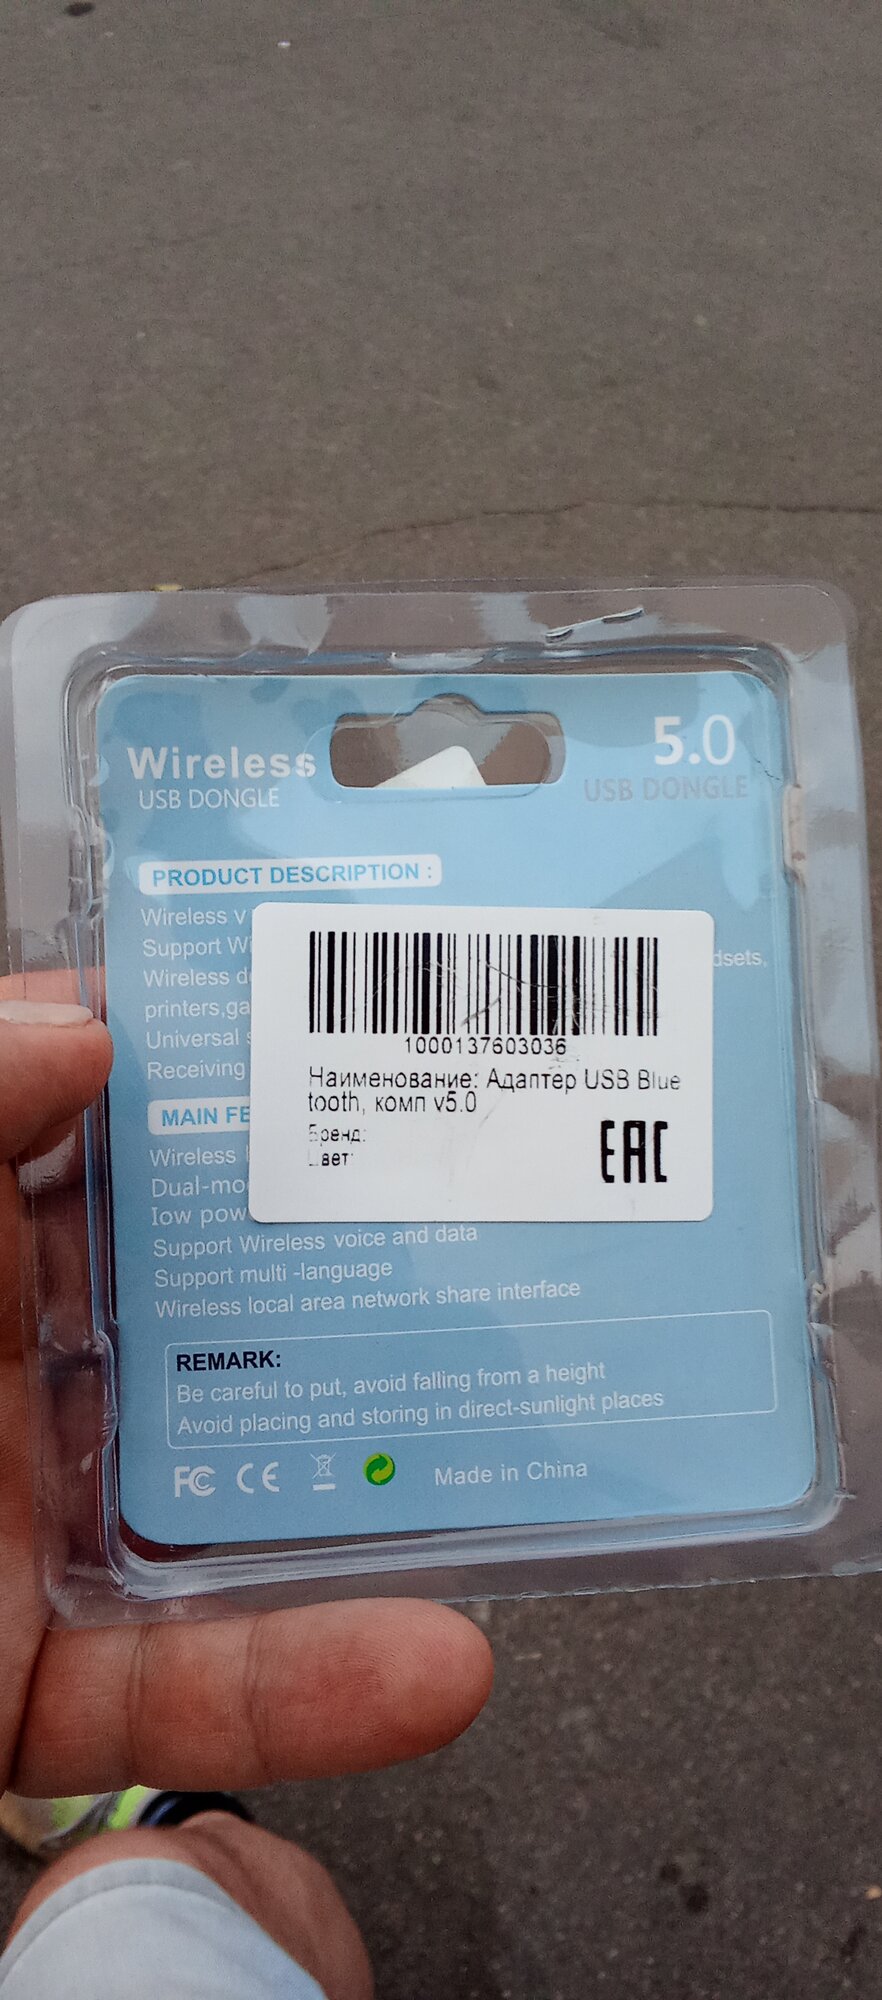 Wireless
USB DONGLE
5.0
USB DONGLE
PRODUCT DESCRIPTION :
Wireless v
Support Wi
dsets,
Wireless d
printers,ga
Universal
Receiving
1000137603036
Наименование: Адаптер USB Blue
tooth, комп v5.0
Бренд:
Цвет:
EAC
MAIN FE
Wireless
Dual-mo
low pow
Support Wireless voice and data
Support multi -language
Wireless local area network share interface
REMARK:
Be careful to put, avoid falling from a height
Avoid placing and storing in direct-sunlight places
FC CE
Made in China